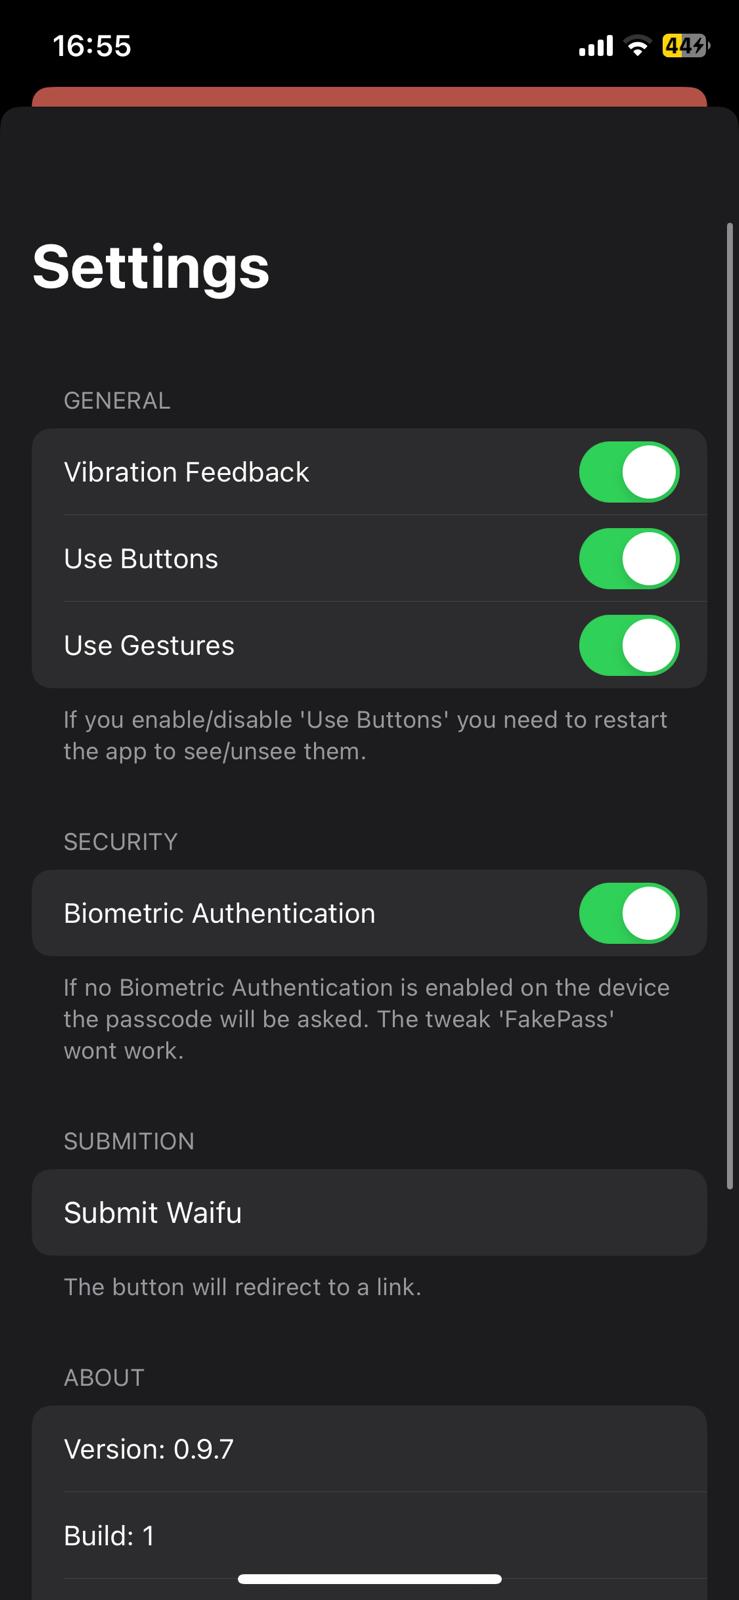 16:55
44
Settings
GENERAL
Vibration Feedback
Use Buttons
Use Gestures
If you enable/disable 'Use Buttons' you need to restart
the app to see/unsee them.
SECURITY
Biometric Authentication
If no Biometric Authentication is enabled on the device
the passcode will be asked. The tweak 'FakePass'
wont work.
SUBMITION
Submit Waifu
The button will redirect to a link.
ABOUT
Version: 0.9.7
Build: 1